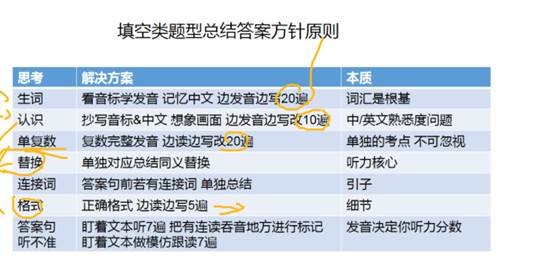 填空类题型总结答案方针原则
思考 解决方案 本质
生词 看音标学发音 记忆中文 边发音边写20遍 词汇是根基
认识 抄写音标&中文 想象画面 边发音边写改10遍 中/英文熟悉度问题
单复数 复数完整发音 边读边写改20遍 单独的考点 不可忽视
替换 单独对应总结同义替换 听力核心
连接词 答案句前若有连接词 单独总结 引子
格式 正确格式 边读边写5遍 细节
答案句 盯着文本听7遍 把有连读吞音地方进行标记 发音决定你听力分数
听不准 盯着文本做模仿跟读7遍